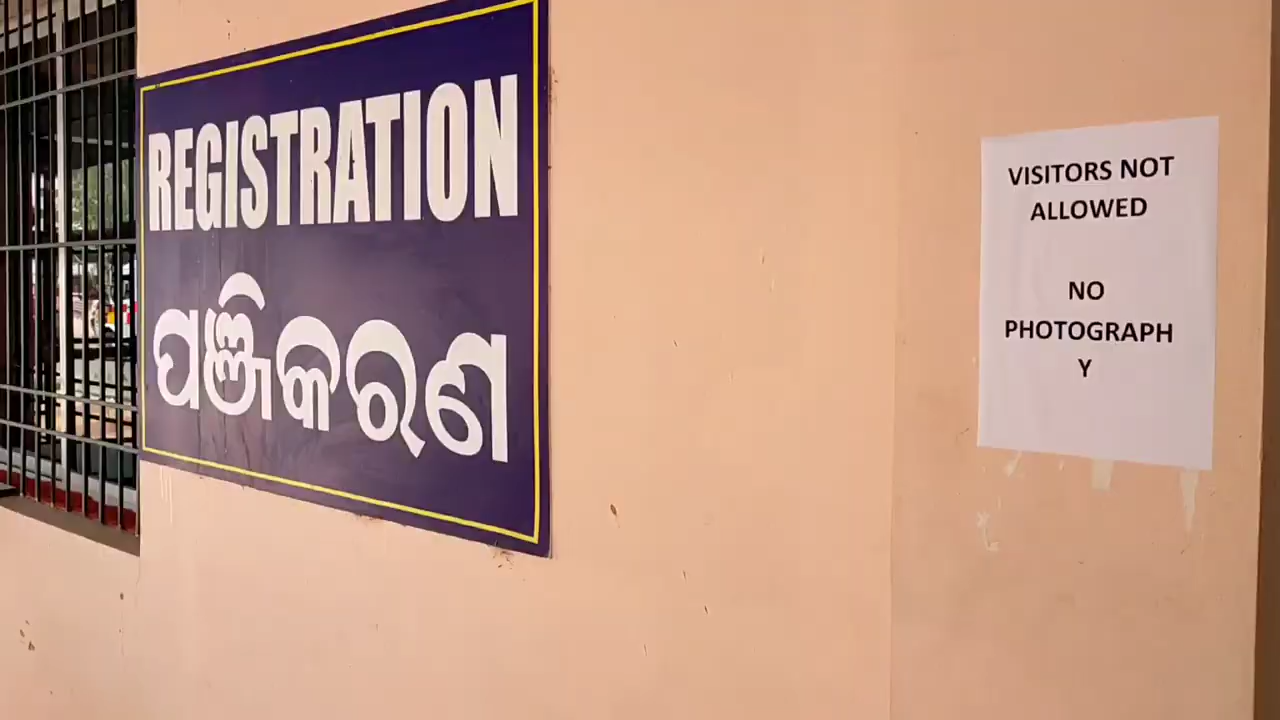 REGISTRATION
ପଞ୍ଜିକରଣ
VISITORS NOT
ALLOWED
NO
PHOTOGRAPH
Y